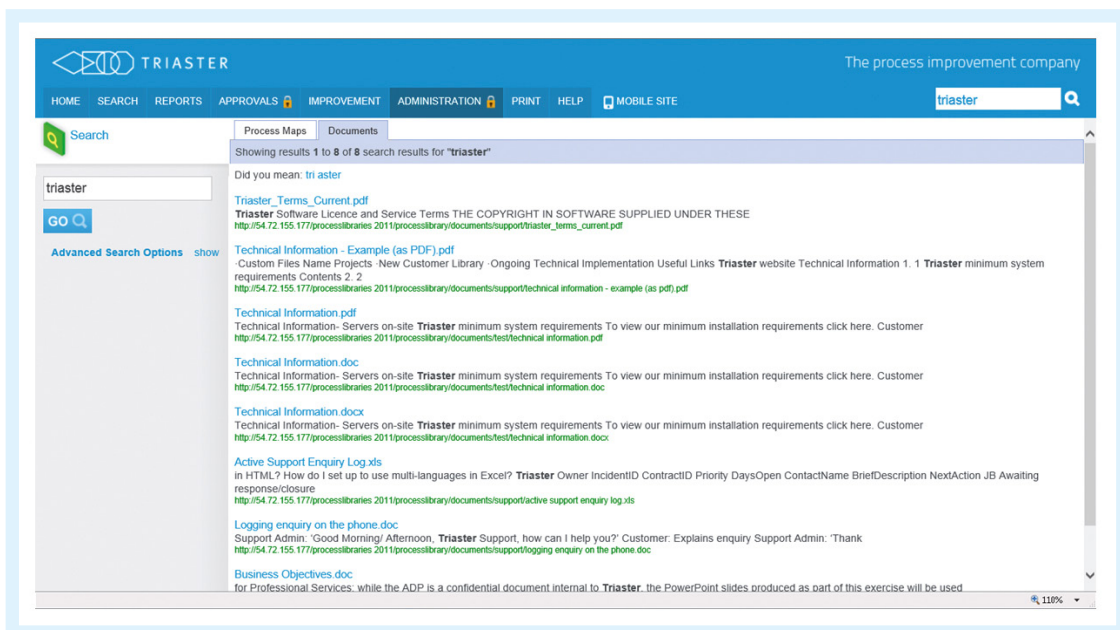 TRIASTER
The process improvement company
HOME SEARCH REPORTS APPROVALS IMPROVEMENT ADMINISTRATION PRINT HELP MOBILE SITE triaster
Search
triaster
GO
Advanced Search Options show
Process Maps Documents
Showing results 1 to 8 of 8 search results for "triaster"
Did you mean: tri aster
Triaster_Terms_Current.pdf
Triaster Software Licence and Service Terms THE COPYRIGHT IN SOFTWARE SUPPLIED UNDER THESE
http://54.72.155.177/processlibraries 2011/processlibrary/documents/support/triaster_terms_current.pdf
Technical Information - Example (as PDF).pdf
·Custom Files Name Projects ·New Customer Library ·Ongoing Technical Implementation Useful Links Triaster website Technical Information 1. 1 Triaster minimum system
requirements Contents 2. 2
http://54.72.155.177/processlibraries 2011/processlibrary/documents/support/technical information - example (as pdf).pdf
Technical Information.pdf
Technical Information- Servers on-site Triaster minimum system requirements To view our minimum installation requirements click here. Customer
http://54.72.155.177/processlibraries 2011/processlibrary/documents/test/technical information.pdf
Technical Information.doc
Technical Information- Servers on-site Triaster minimum system requirements To view our minimum installation requirements click here. Customer
http://54.72.155.177/processlibraries 2011/processlibrary/documents/test/technical information.doc
Technical Information.docx
Technical Information- Servers on-site Triaster minimum system requirements To view our minimum installation requirements click here. Customer
http://54.72.155.177/processlibraries 2011/processlibrary/documents/test/technical information.docx
Active Support Enquiry Log.xls
in HTML? How do I set up to use multi-languages in Excel? Triaster Owner IncidentID ContractID Priority DaysOpen ContactName BriefDescription NextAction JB Awaiting
response/closure
http://54.72.155.177/processlibraries 2011/processlibrary/documents/support/active support enquiry log.xls
Logging enquiry on the phone.doc
Support Admin: 'Good Morning/ Afternoon, Triaster Support, how can I help you?' Customer: Explains enquiry Support Admin: 'Thank
http://54.72.155.177/processlibraries 2011/processlibrary/documents/support/logging enquiry on the phone.doc
Business Objectives.doc
for Professional Services; while the ADP is a confidential document internal to Triaster, the PowerPoint slides produced as part of this exercise will be used
110%